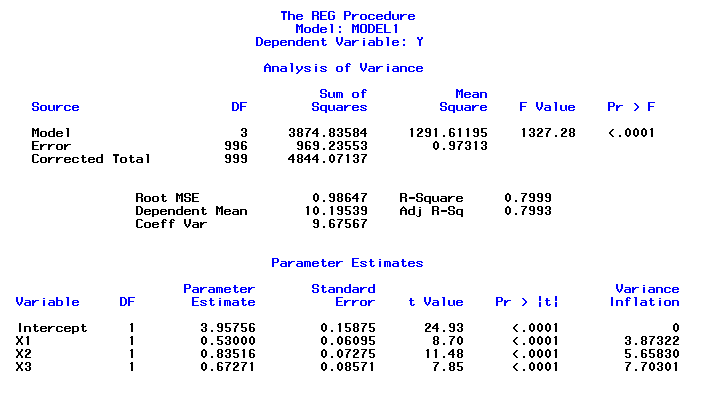 The REG Procedure
Model: MODEL1
Dependent Variable: Y
Analysis of Variance
Sum of Mean
Source DF Squares Square F Value Pr > F
Model 3 3874.83584 1291.61195 1327.28 <.0001
Error 996 969.23553 0.97313
Corrected Total 999 4844.07137
Root MSE 0.98647 R-Square 0.7999
Dependent Mean 10.19539 Adj R-Sq 0.7993
Coeff Var 9.67567
Parameter Estimates
Parameter Standard Variance
Variable DF Estimate Error t Value Pr > |t| Inflation
Intercept 1 3.95756 0.15875 24.93 <.0001 0
X1 1 0.53000 0.06095 8.70 <.0001 3.87322
X2 1 0.83516 0.07275 11.48 <.0001 5.65830
X3 1 0.67271 0.08571 7.85 <.0001 7.70301